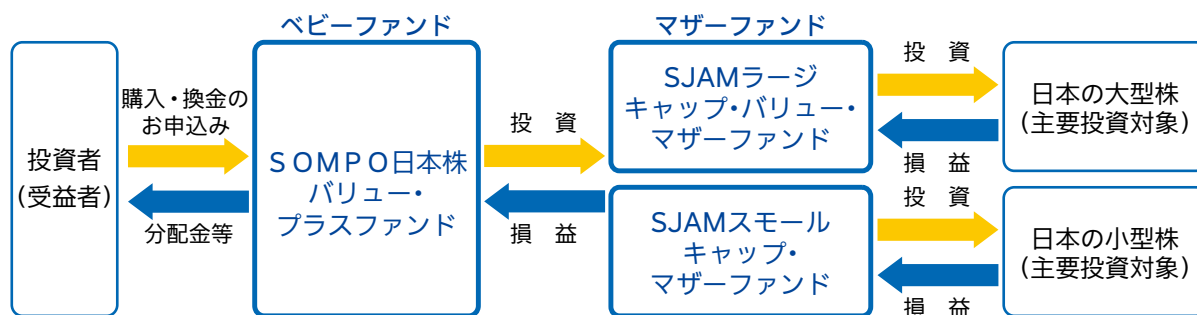 ベビーファンド
マザーファンド
投資者
(受益者)
購入・換金の
お申込み
分配金等
SOMPO日本株
バリュー・
プラスファンド
投 資
損 益
SJAMラージ
キャップ・バリュー・
マザーファンド
投 資
損 益
日本の大型株
(主要投資対象)
SJAMスモール
キャップ・
マザーファンド
投 資
損 益
日本の小型株
(主要投資対象)